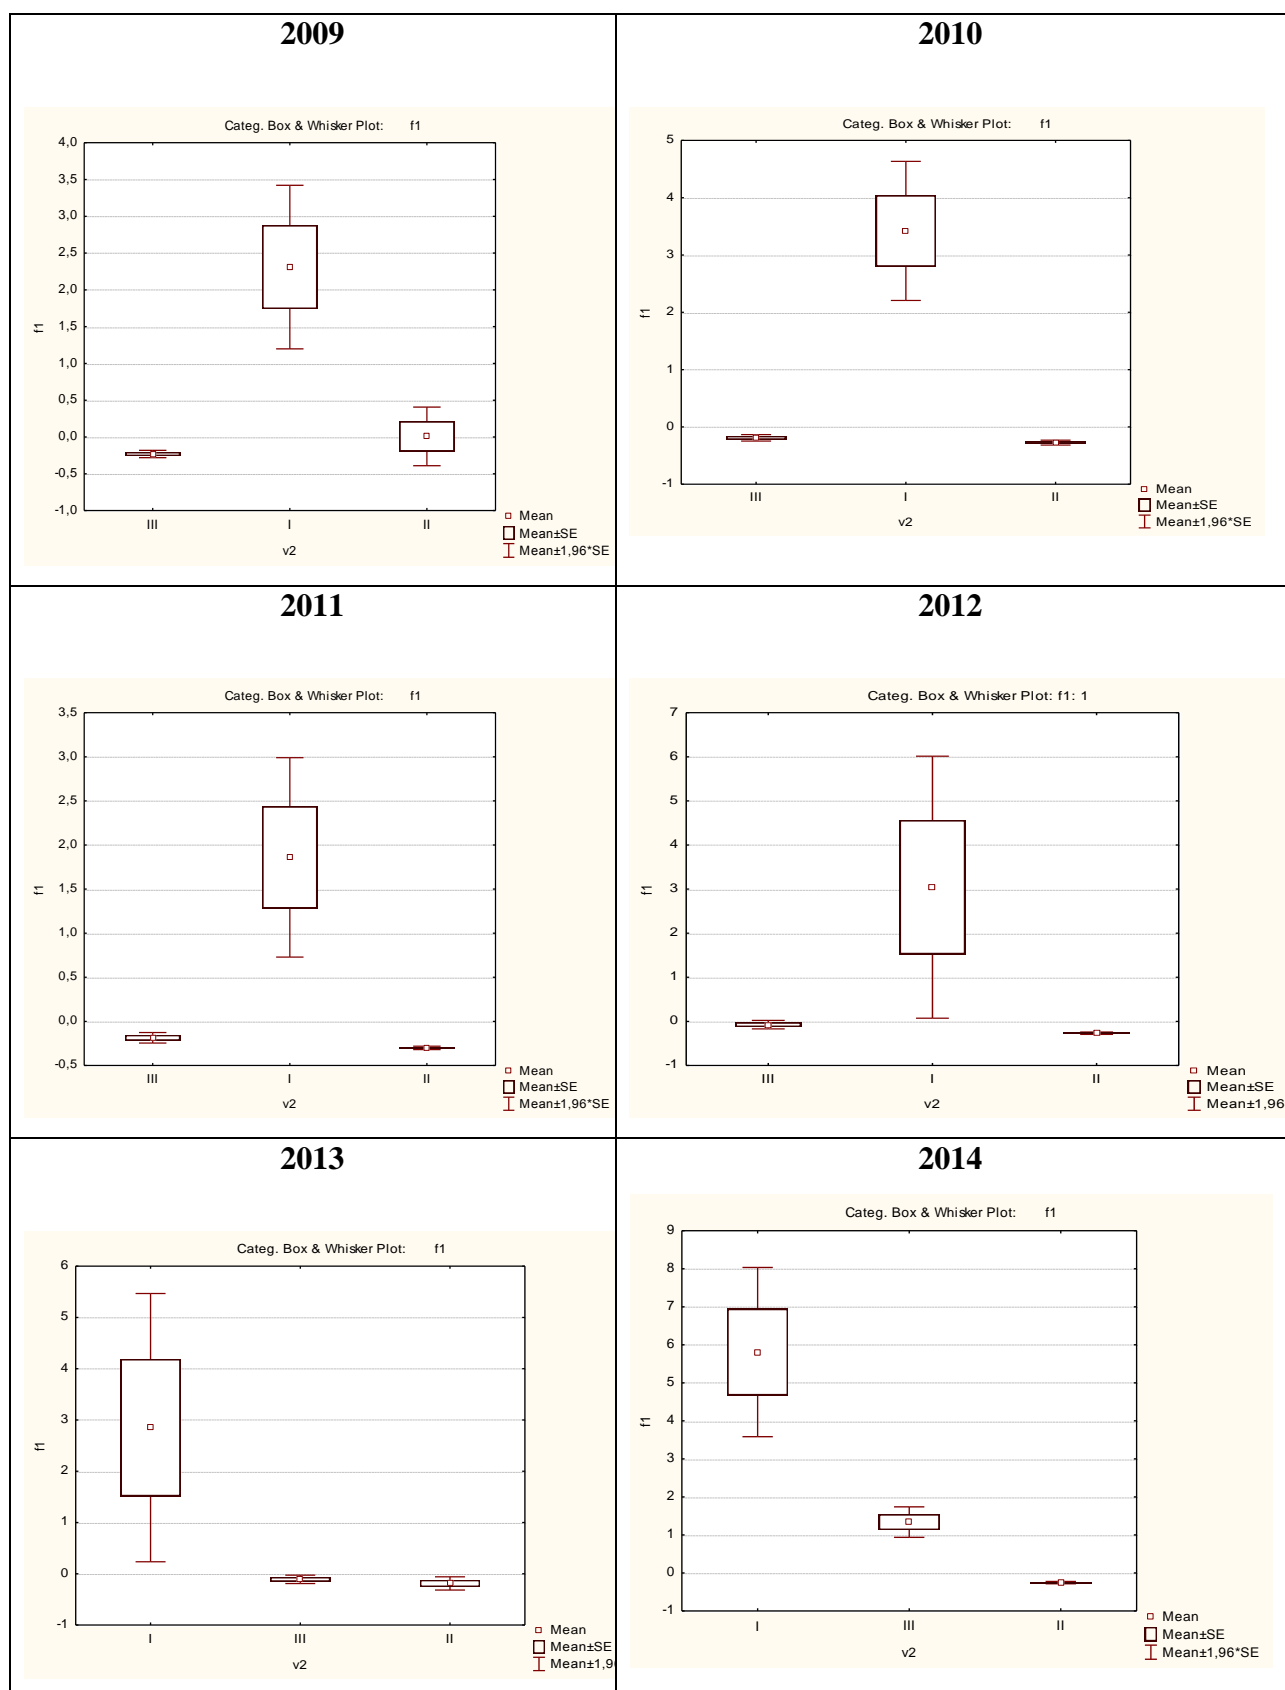 2009
Categ. Box & Whisker Plot: f1
4,0
3,5
3,0
2,5
2,0
1,5
1,0
0,5
0,0
-0,5
-1,0
f1
III I II
v2
Mean
Mean±SE
Mean±1,96*SE
2010
Categ. Box & Whisker Plot: f1
5
4
3
2
1
0
-1
f1
III I II
v2
Mean
Mean±SE
Mean±1,96*SE
2011
Categ. Box & Whisker Plot: f1
3,5
3,0
2,5
2,0
1,5
1,0
0,5
0,0
-0,5
f1
III I II
v2
Mean
Mean±SE
Mean±1,96*SE
2012
Categ. Box & Whisker Plot: f1: 1
7
6
5
4
3
2
1
0
-1
f1
III I II
v2
Mean
Mean±SE
Mean±1,96
2013
Categ. Box & Whisker Plot: f1
6
5
4
3
2
1
0
-1
f1
I III II
v2
Mean
Mean±SE
Mean±1,9
2014
Categ. Box & Whisker Plot: f1
9
8
7
6
5
4
3
2
1
0
-1
f1
I III II
v2
Mean
Mean±SE
Mean±1,96*SE